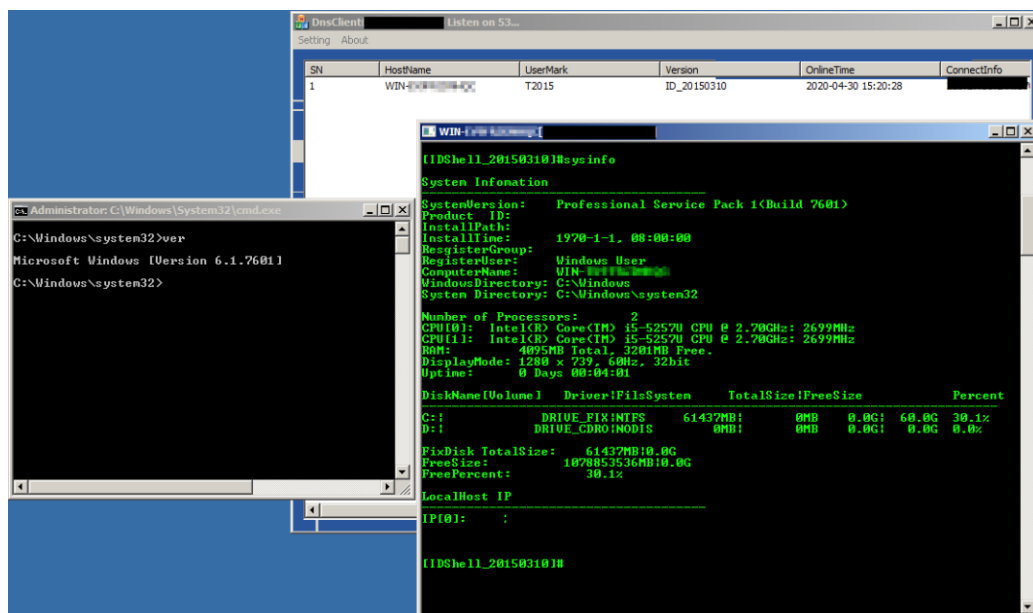 DnsClient: Listen on 53...
Setting About
SN HostName UserMark Version OnlineTime ConnectInfo
1 WIN- T2015 ID_20150310 2020-04-30 15:20:28
WIN- [
[IDShell_20150310]#sysinfo
System Infomation
SystemVersion: Professional Service Pack 1(Build 7601)
Product ID:
InstallPath:
InstallTime: 1970-1-1, 08:00:00
ResgisterGroup:
RegisterUser: Windows User
ComputerName: WIN-
WindowsDirectory: C:\Windows
System Directory: C:\Windows\system32
Number of Processors: 2
CPU[0]: Intel(R) Core(TM) i5-5257U CPU @ 2.70GHz: 2699MHz
CPU[1]: Intel(R) Core(TM) i5-5257U CPU @ 2.70GHz: 2699MHz
RAM: 4095MB Total, 3201MB Free.
DisplayMode: 1280 x 739, 60Hz, 32bit
Uptime: 0 Days 00:04:01
DiskName[Volume] Driver|FilsSystem TotalSize|FreeSize Percent
C:| DRIVE_FIX|NTFS 61437MB| 0MB 0.0G| 60.0G 30.1%
D:| DRIVE_CDRO|NODIS 0MB| 0MB 0.0G| 0.0G 0.0%
FixDisk TotalSize: 61437MB|0.0G
FreeSize: 1078853536MB|0.0G
FreePercent: 30.1%
LocalHost IP
IP[0]: :
[IDShell_20150310]#
Administrator: C:\Windows\System32\cmd.exe
C:\Windows\system32>ver
Microsoft Windows [Version 6.1.7601]
C:\Windows\system32>